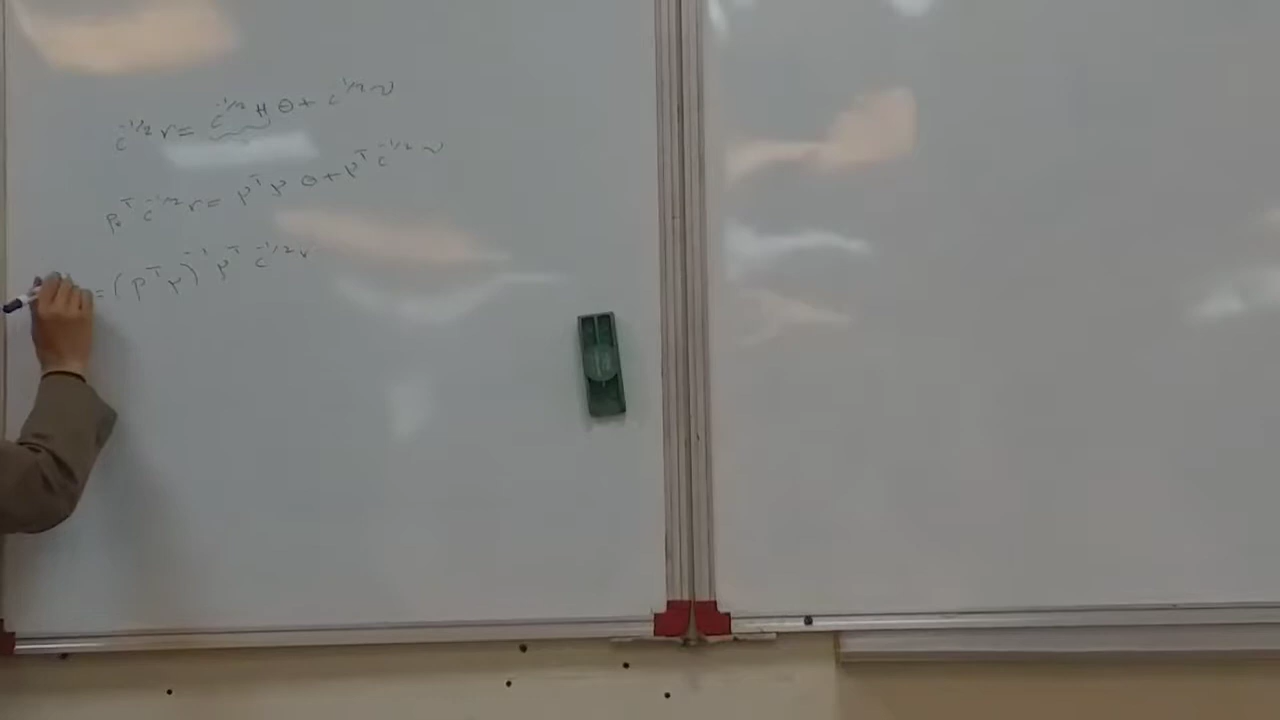 c^{-1/2} r = c^{-1/2} H θ + c^{-1/2} ν
P^T c^{-1/2} r = P^T P θ + P^T c^{-1/2} ν
= (P^T P)^{-1} P^T c^{-1/2} r